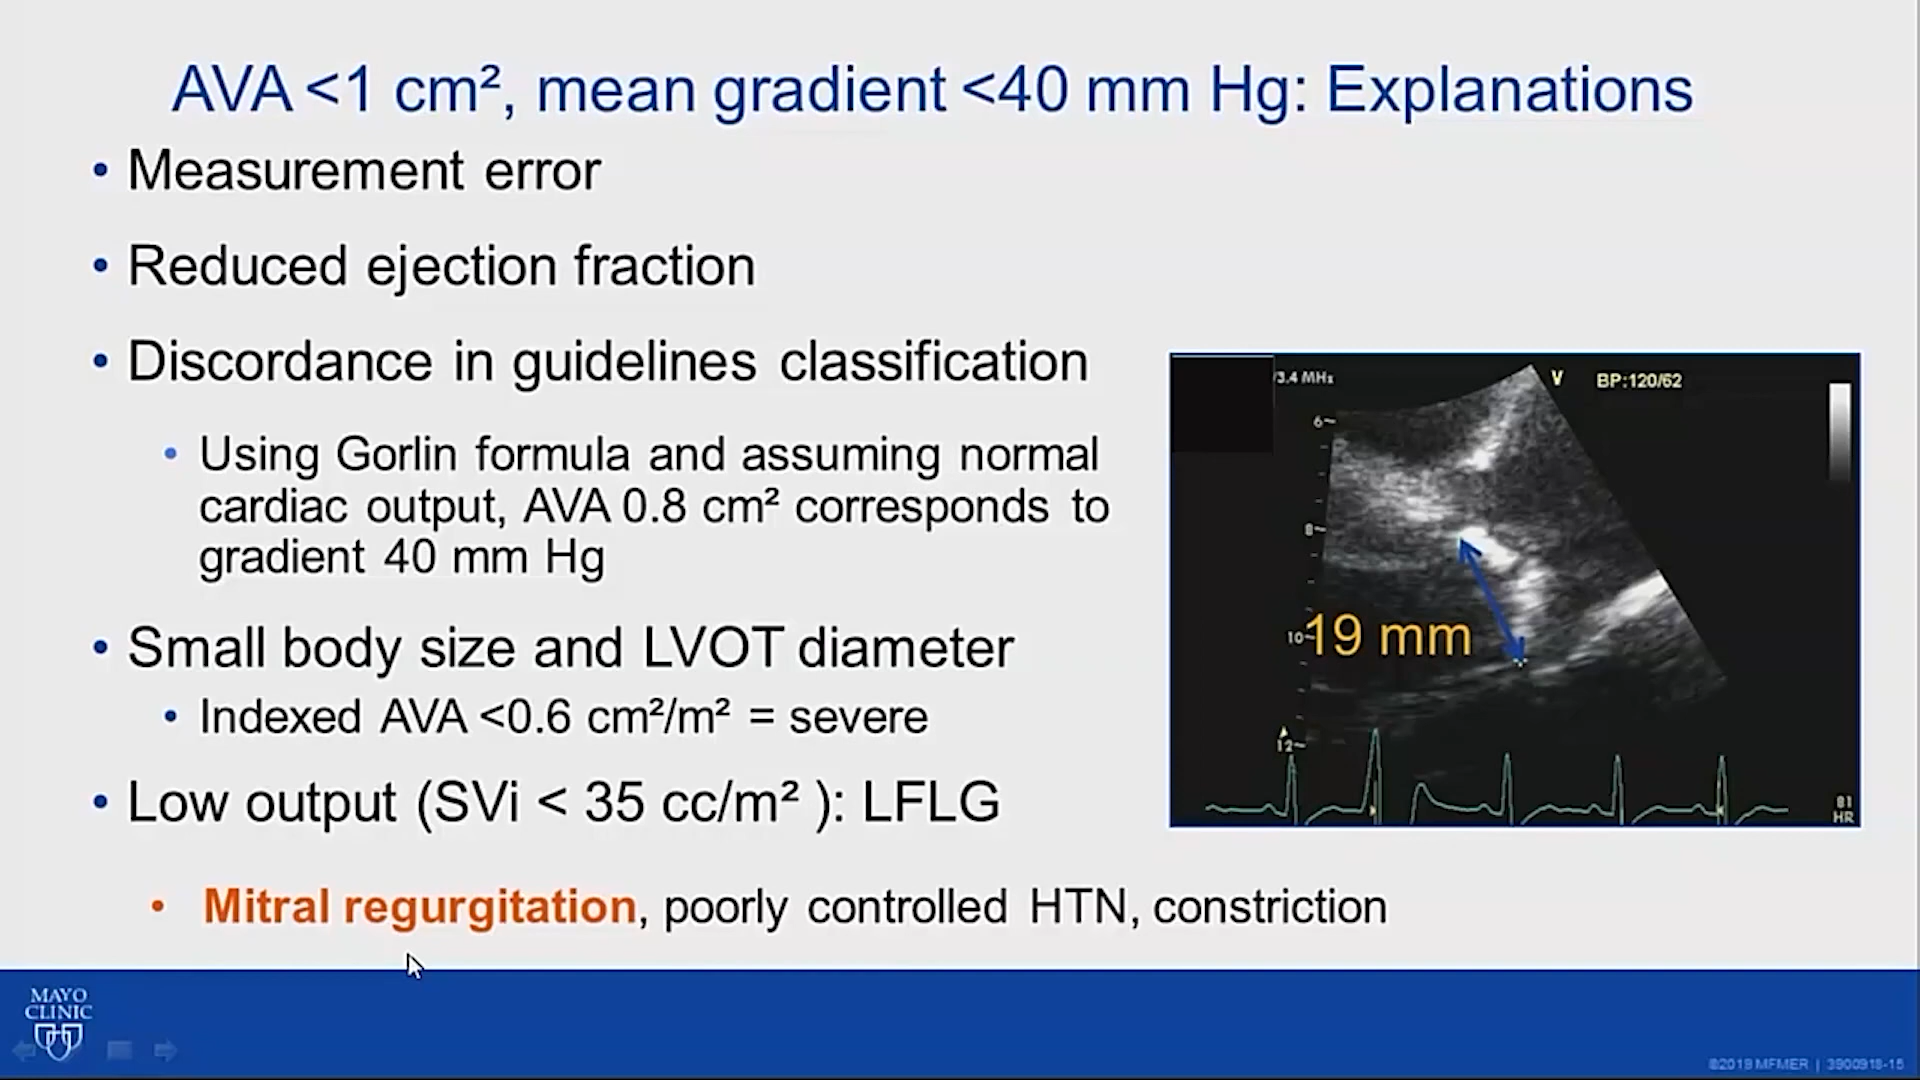 AVA <1 cm², mean gradient <40 mm Hg: Explanations
• Measurement error
• Reduced ejection fraction
• Discordance in guidelines classification
• Using Gorlin formula and assuming normal
cardiac output, AVA 0.8 cm² corresponds to
gradient 40 mm Hg
• Small body size and LVOT diameter
• Indexed AVA <0.6 cm²/m² = severe
• Low output (SVi < 35 cc/m² ): LFLG
• Mitral regurgitation, poorly controlled HTN, constriction
/3.4 MHz
V
BP:120/62
6
8
10
19 mm
12
81
HR
MAYO
CLINIC
©2019 MFMER | 3900918-15